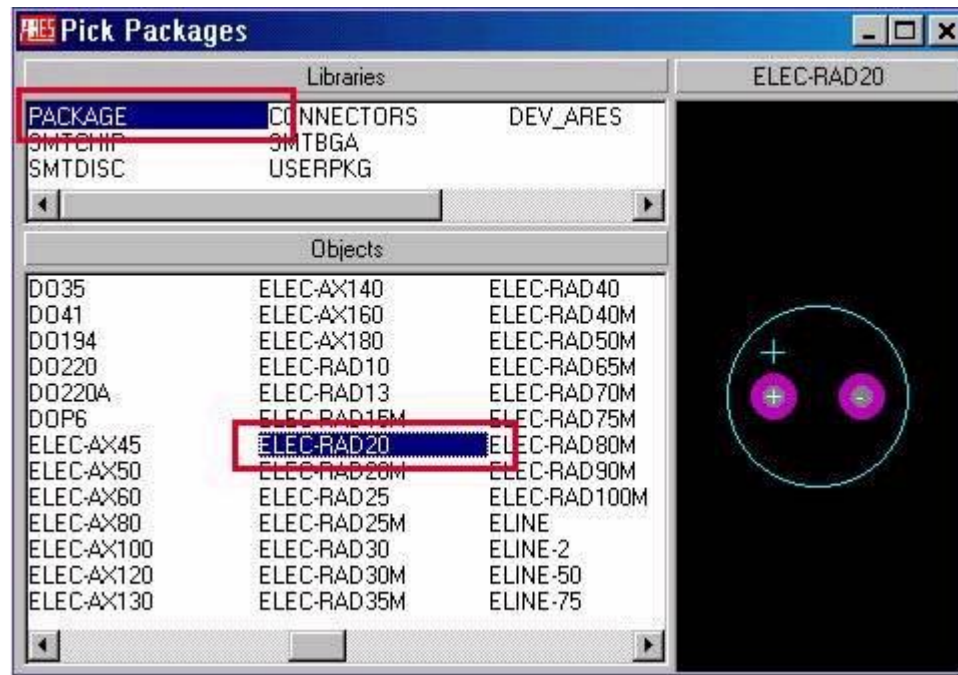 ARES Pick Packages
Libraries
ELEC-RAD20
PACKAGE CONNECTORS DEV_ARES
SMTCHIP SMTBGA
SMTDISC USERPKG
Objects
DO35 ELEC-AX140 ELEC-RAD40
DO41 ELEC-AX160 ELEC-RAD40M
DO194 ELEC-AX180 ELEC-RAD50M
DO220 ELEC-RAD10 ELEC-RAD65M
DO220A ELEC-RAD13 ELEC-RAD70M
DOP6 ELEC-RAD15M ELEC-RAD75M
ELEC-AX45 ELEC-RAD20 ELEC-RAD80M
ELEC-AX50 ELEC-RAD20M ELEC-RAD90M
ELEC-AX60 ELEC-RAD25 ELEC-RAD100M
ELEC-AX80 ELEC-RAD25M ELINE
ELEC-AX100 ELEC-RAD30 ELINE-2
ELEC-AX120 ELEC-RAD30M ELINE-50
ELEC-AX130 ELEC-RAD35M ELINE-75
+ -